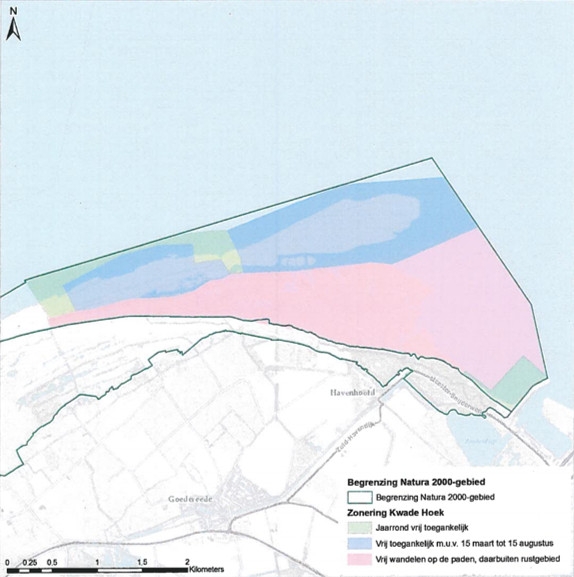 N
Havenhoofd
Goedereede
Begrenzing Natura 2000-gebied
Begrenzing Natura 2000-gebied
Zonering Kwade Hoek
Jaarrond vrij toegankelijk
Vrij toegankelijk m.u.v. 15 maart tot 15 augustus
Vrij wandelen op de paden, daarbuiten rustgebied
0 0.25 0.5 1 1.5 2
Kilometers